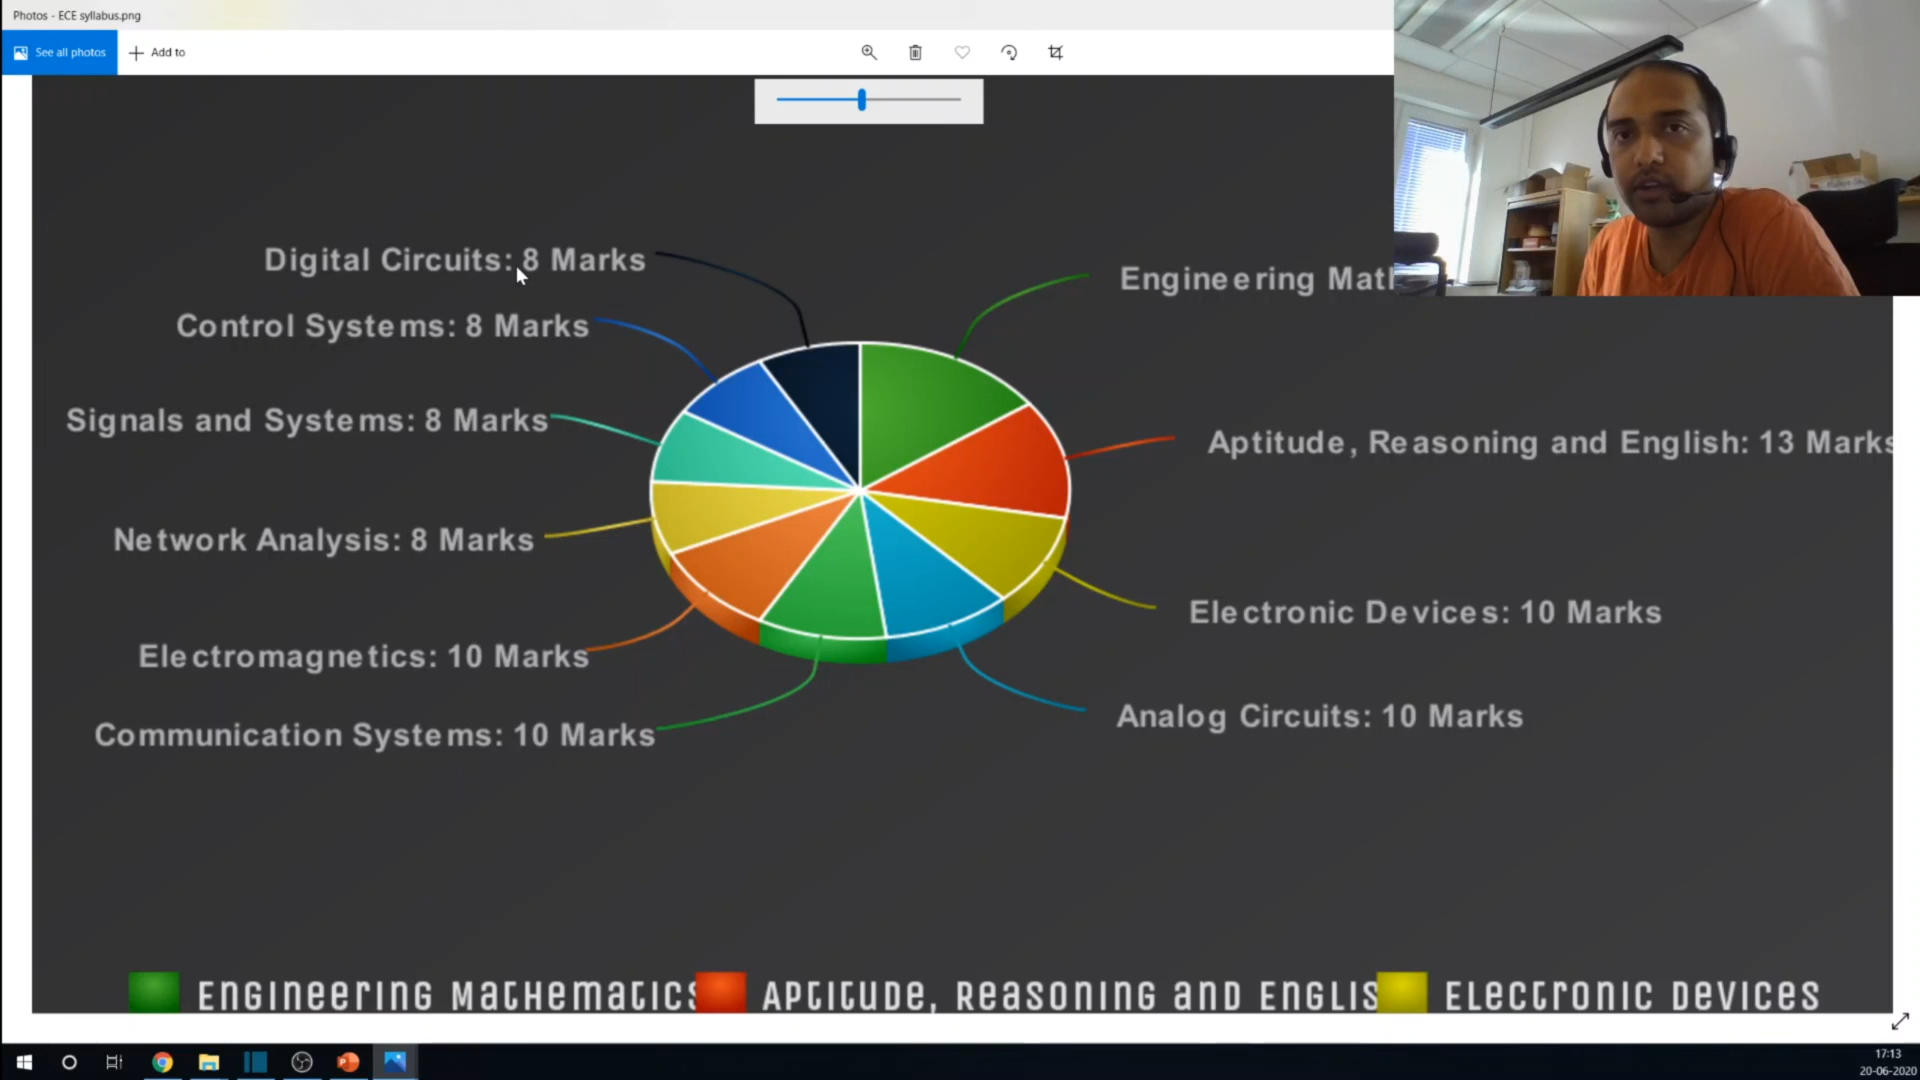 Photos - ECE syllabus.png
See all photos
Add to
Digital Circuits: 8 Marks
Control Systems: 8 Marks
Signals and Systems: 8 Marks
Network Analysis: 8 Marks
Electromagnetics: 10 Marks
Communication Systems: 10 Marks
Engineering Mat
Aptitude, Reasoning and English: 13 Marks
Electronic Devices: 10 Marks
Analog Circuits: 10 Marks
Engineering Mathematics
Aptitude, Reasoning and Englis
Electronic Devices
17:13
20-06-2020